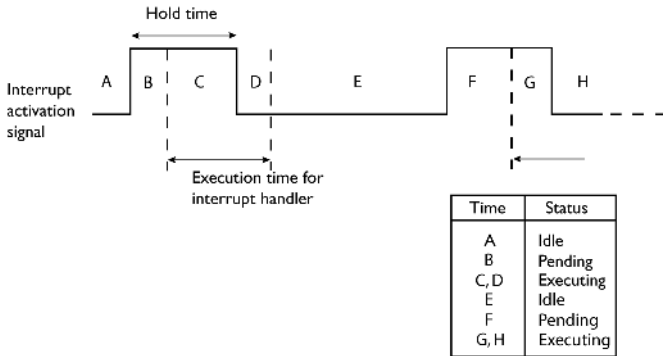 Hold time
A B C D E F G H
Interrupt
activation
signal
Execution time for
interrupt handler
Time Status
A Idle
B Pending
C, D Executing
E Idle
F Pending
G, H Executing